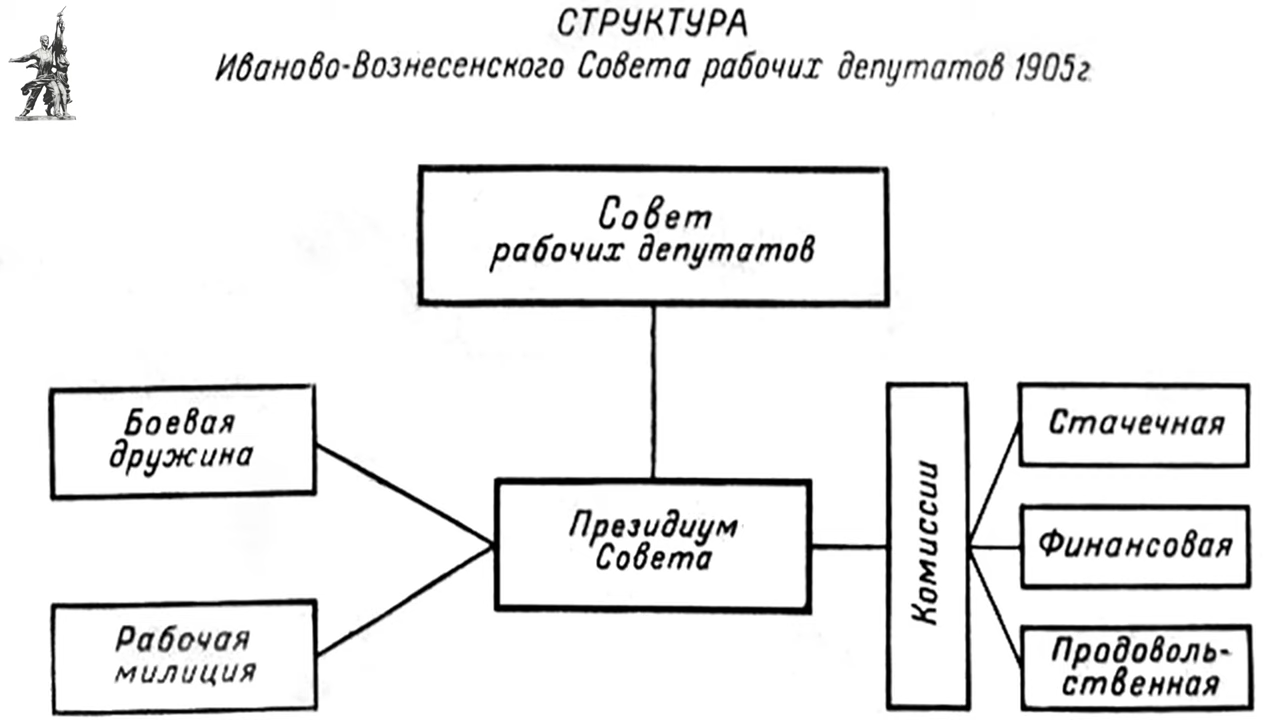 СТРУКТУРА
Иваново-Вознесенского Совета рабочих депутатов 1905г
Совет
рабочих депутатов
Боевая
дружина
Рабочая
милиция
Президиум
Совета
Комиссии
Стачечная
Финансовая
Продоволь-
ственная